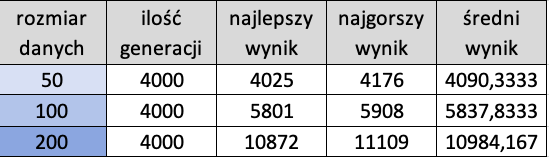 rozmiar danych ilość generacji najlepszy wynik najgorszy wynik średni wynik
50 4000 4025 4176 4090,3333
100 4000 5801 5908 5837,8333
200 4000 10872 11109 10984,167